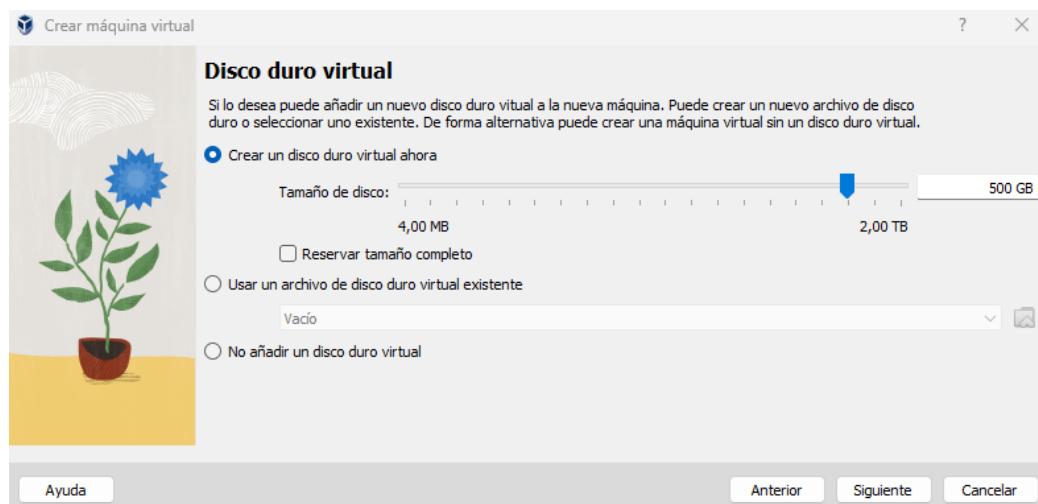 Crear máquina virtual
?
Disco duro virtual
Si lo desea puede añadir un nuevo disco duro vitual a la nueva máquina. Puede crear un nuevo archivo de disco
duro o seleccionar uno existente. De forma alternativa puede crear una máquina virtual sin un disco duro virtual.
Crear un disco duro virtual ahora
Tamaño de disco: 500 GB
4,00 MB 2,00 TB
Reservar tamaño completo
Usar un archivo de disco duro virtual existente
Vacío
No añadir un disco duro virtual
Ayuda Anterior Siguiente Cancelar